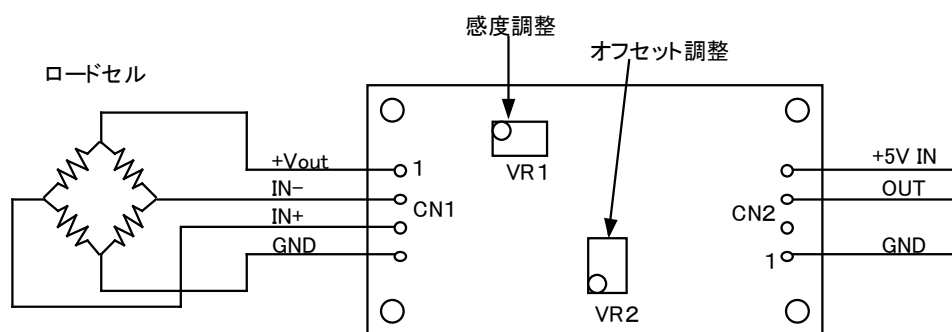 感度調整
オフセット調整
ロードセル
+Vout
1
+5V IN
VR1
IN-
OUT
CN1
CN2
IN+
GND
1
GND
VR2